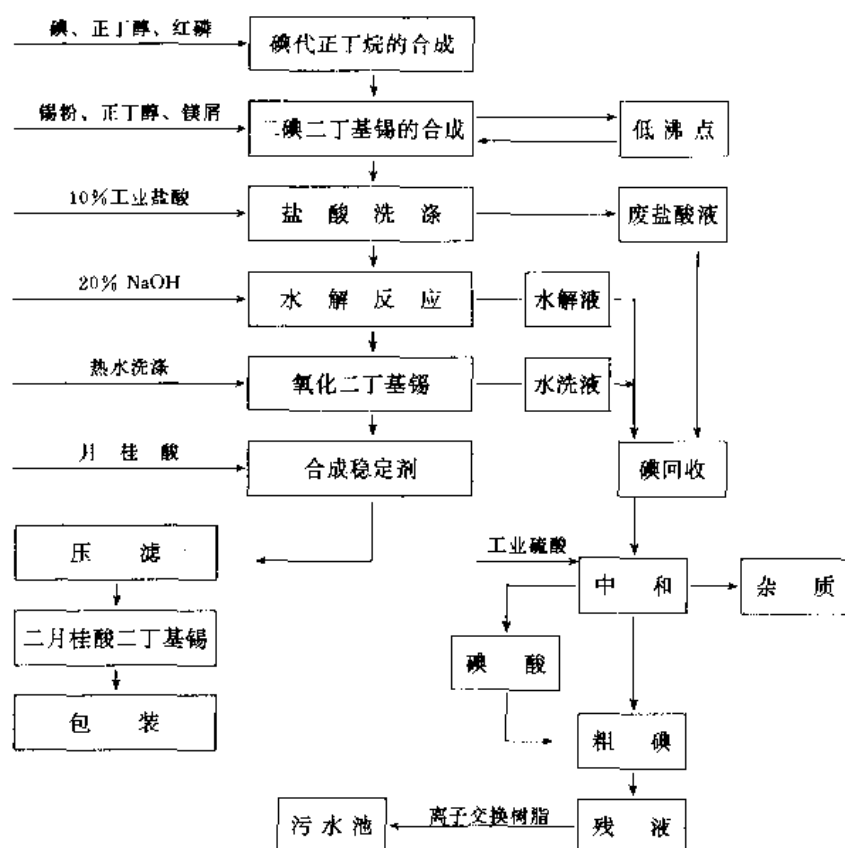 碘、正丁醇、红磷
碘代正丁烷的合成
锡粉、正丁醇、镁屑
二碘二丁基锡的合成
低沸点
10%工业盐酸
盐酸洗涤
废盐酸液
20% NaOH
水解反应
水解液
热水洗涤
氧化二丁基锡
水洗液
月桂酸
合成稳定剂
碘回收
压滤
工业硫酸
中和
杂质
二月桂酸二丁基锡
碘酸
包装
粗碘
污水池
离子交换树脂
残液